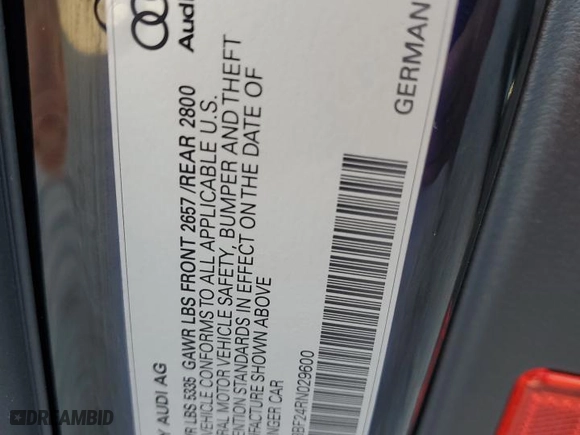 Audi
GERMAN
Y AUDI AG
R LBS 5335 GAWR LBS FRONT 2657 /REAR 2800
VEHICLE CONFORMS TO ALL APPLICABLE U.S.
RAL MOTOR VEHICLE SAFETY, BUMPER AND THEFT
ENTION STANDARDS IN EFFECT ON THE DATE OF
FACTURE SHOWN ABOVE
NGER CAR
BF24RN029600
DREAMBID